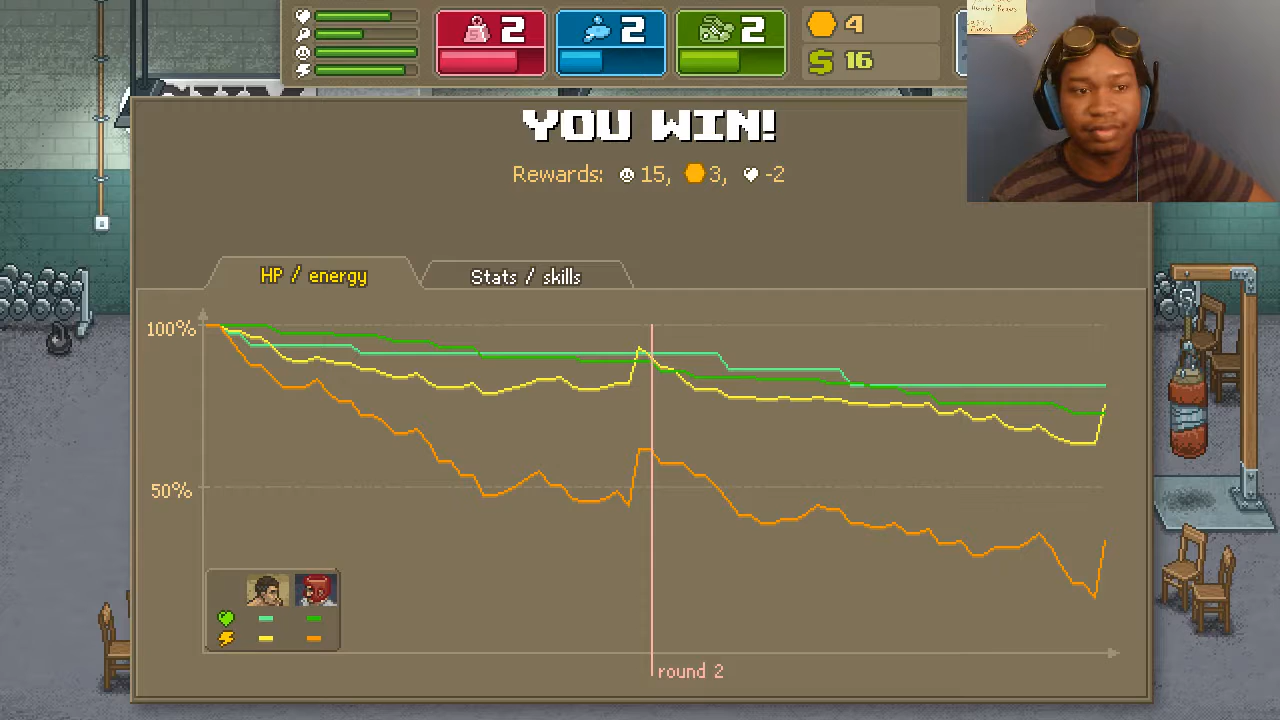 2
2
2
4
16
YOU WIN!
Rewards: 15, 3, -2
HP / energy
Stats / skills
100%
50%
round 2